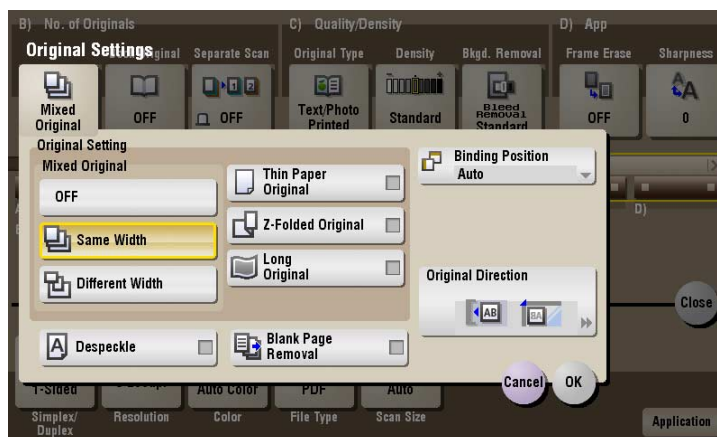 B) No. of Originals
C) Quality/Density
D) App
Original Settings
Original
Separate Scan
Original Type
Density
Bkgd. Removal
Frame Erase
Sharpness
Mixed
Original
OFF
OFF
Text/Photo
Printed
Standard
Bleed
Removal
Standard
OFF
0
Original Setting
Mixed Original
OFF
Same Width
Different Width
Thin Paper
Original
Z-Folded Original
Long
Original
Binding Position
Auto
D)
Original Direction
AB
BA
Close
Despeckle
Blank Page
Removal
Cancel
OK
1-Sided
Auto Color
PDF
Auto
Simplex/
Duplex
Resolution
Color
File Type
Scan Size
Application